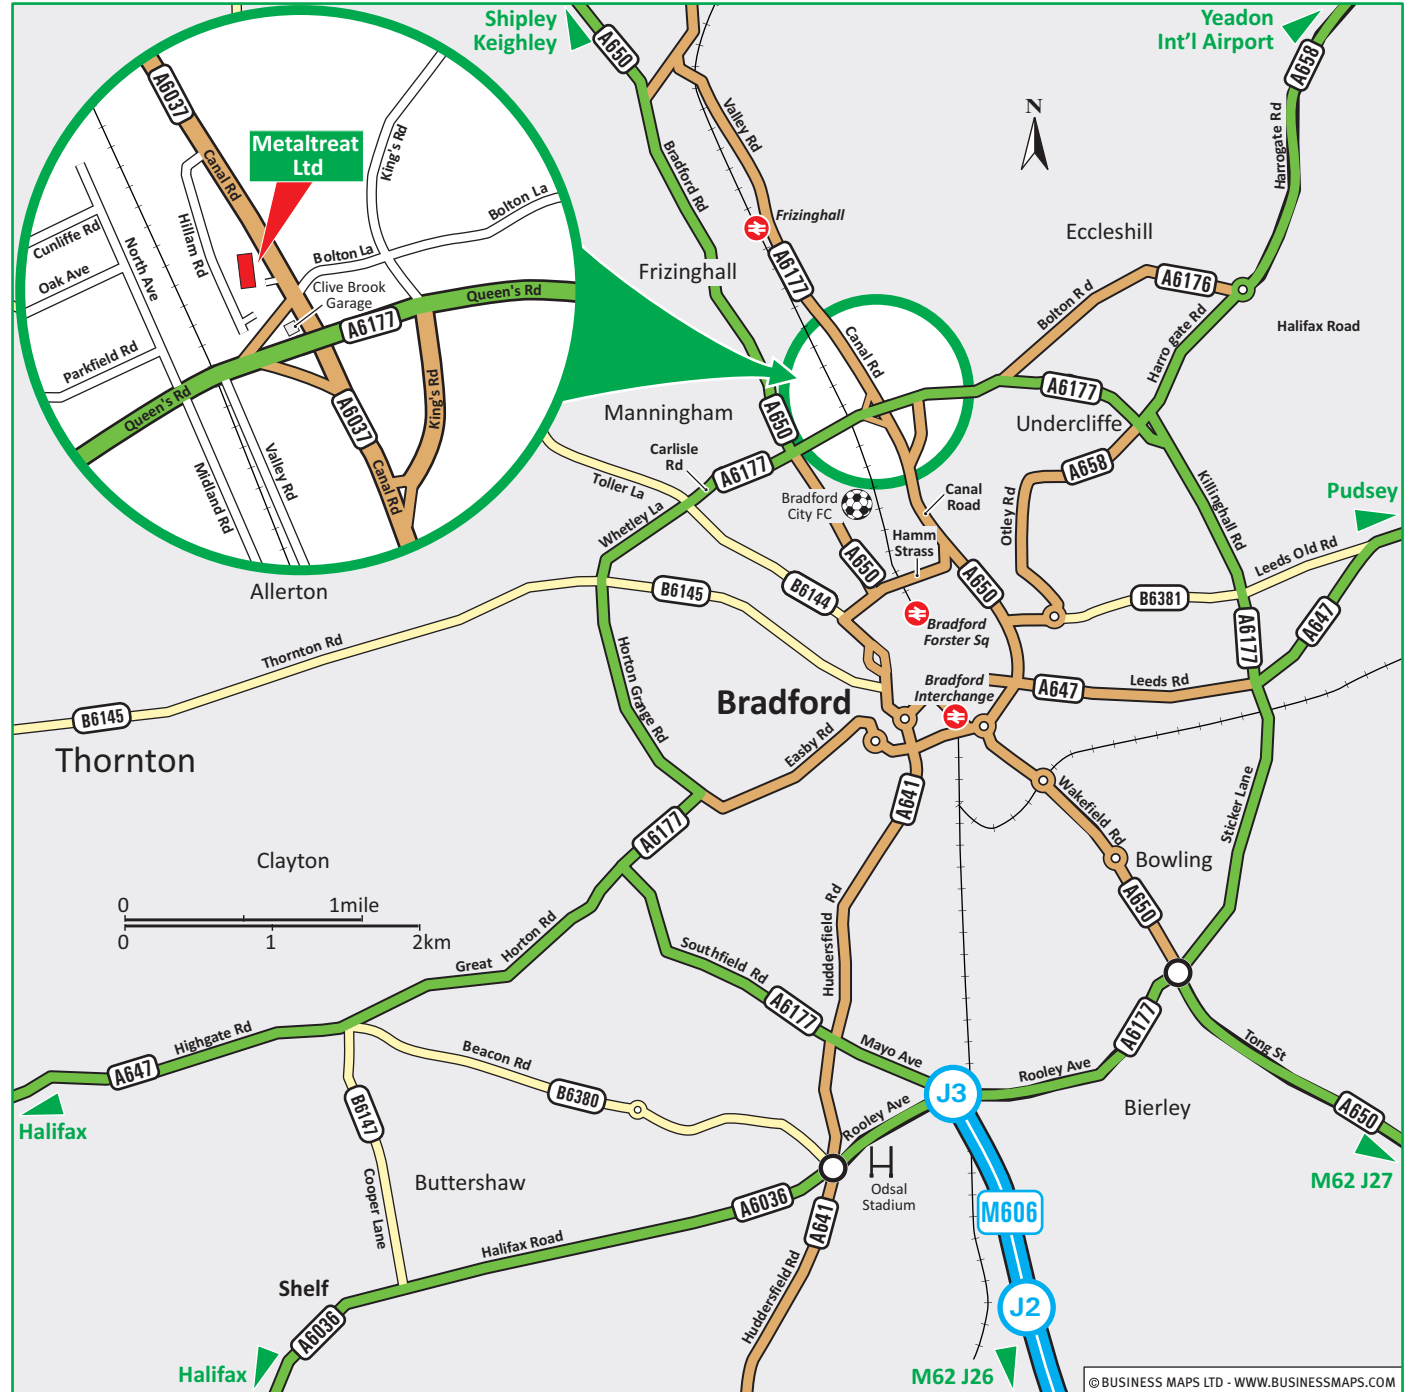 Shipley
Keighley
A650
Yeadon
Int'l Airport
A658
A6037
Canal Rd
Metaltreat
Ltd
King's Rd
Bolton La
Bolton La
Hillam Rd
North Ave
Cunliffe Rd
Oak Ave
Parkfield Rd
Clive Brook
Garage
Queen's Rd
A6177
Queen's Rd
King's Rd
A6037
Canal Rd
Valley Rd
Midland Rd
Valley Rd
Bradford Rd
Frizinghall
Frizinghall
A6177
Canal Rd
N
Harrogate Rd
Eccleshill
A6176
Bolton Rd
Harro gate Rd
Halifax Road
A6177
Undercliffe
A658
Otley Rd
Killinghall Rd
Pudsey
Leeds Old Rd
B6381
A647
A6177
Leeds Rd
A647
Manningham
A650
Carlisle
Rd
A6177
Toller La
Whetley La
Bradford
City FC
Canal
Road
Hamm
Strass
A650
A650
B6144
B6145
Bradford
Forster Sq
Bradford
Interchange
Bradford
Allerton
Thornton Rd
B6145
Thornton
Horton Grange Rd
Easby Rd
A641
Wakefield Rd
Bowling
A650
Sticker Lane
A6177
Clayton
0
1mile
0
1
2km
Great
Horton Rd
Southfield Rd
A6177
Huddersfield Rd
Mayo Ave
J3
Rooley Ave
A6177
Rooley Ave
Bierley
Tong St
A650
M62 J27
Highgate Rd
A647
Halifax
Beacon Rd
B6380
B6147
Cooper Lane
Buttershaw
A6036
Odsal
Stadium
A641
Halifax Road
Huddersfield Rd
Shelf
A6036
Halifax
M606
J2
M62 J26
© BUSINESS MAPS LTD - WWW.BUSINESSMAPS.COM